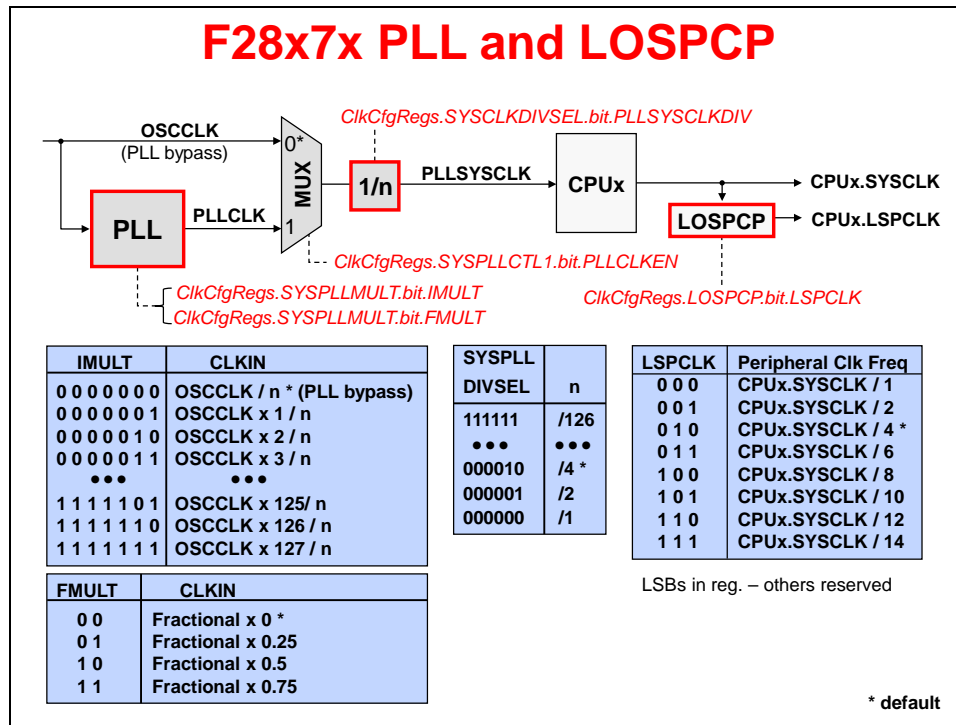 F28x7x PLL and LOSPCP
ClkCfgRegs.SYSCLKDIVSEL.bit.PLLSYSCLKDIV
OSCCLK
(PLL bypass)
0*
MUX
1/n
PLLSYSCLK
CPUx
CPUx.SYSCLK
PLL
PLLCLK
1
LOSPCP
CPUx.LSPCLK
ClkCfgRegs.SYSPLLCTL1.bit.PLLCLKEN
ClkCfgRegs.SYSPLLMULT.bit.IMULT
ClkCfgRegs.SYSPLLMULT.bit.FMULT
ClkCfgRegs.LOSPCP.bit.LSPCLK
IMULT CLKIN
0 0 0 0 0 0 0 OSCCLK / n * (PLL bypass)
0 0 0 0 0 0 1 OSCCLK x 1 / n
0 0 0 0 0 1 0 OSCCLK x 2 / n
0 0 0 0 0 1 1 OSCCLK x 3 / n
● ● ● ● ● ●
1 1 1 1 1 0 1 OSCCLK x 125/ n
1 1 1 1 1 1 0 OSCCLK x 126 / n
1 1 1 1 1 1 1 OSCCLK x 127 / n
SYSPLL
DIVSEL n
111111 /126
● ● ● ● ● ●
000010 /4 *
000001 /2
000000 /1
LSPCLK Peripheral Clk Freq
0 0 0 CPUx.SYSCLK / 1
0 0 1 CPUx.SYSCLK / 2
0 1 0 CPUx.SYSCLK / 4 *
0 1 1 CPUx.SYSCLK / 6
1 0 0 CPUx.SYSCLK / 8
1 0 1 CPUx.SYSCLK / 10
1 1 0 CPUx.SYSCLK / 12
1 1 1 CPUx.SYSCLK / 14
LSBs in reg. – others reserved
FMULT CLKIN
0 0 Fractional x 0 *
0 1 Fractional x 0.25
1 0 Fractional x 0.5
1 1 Fractional x 0.75
* default